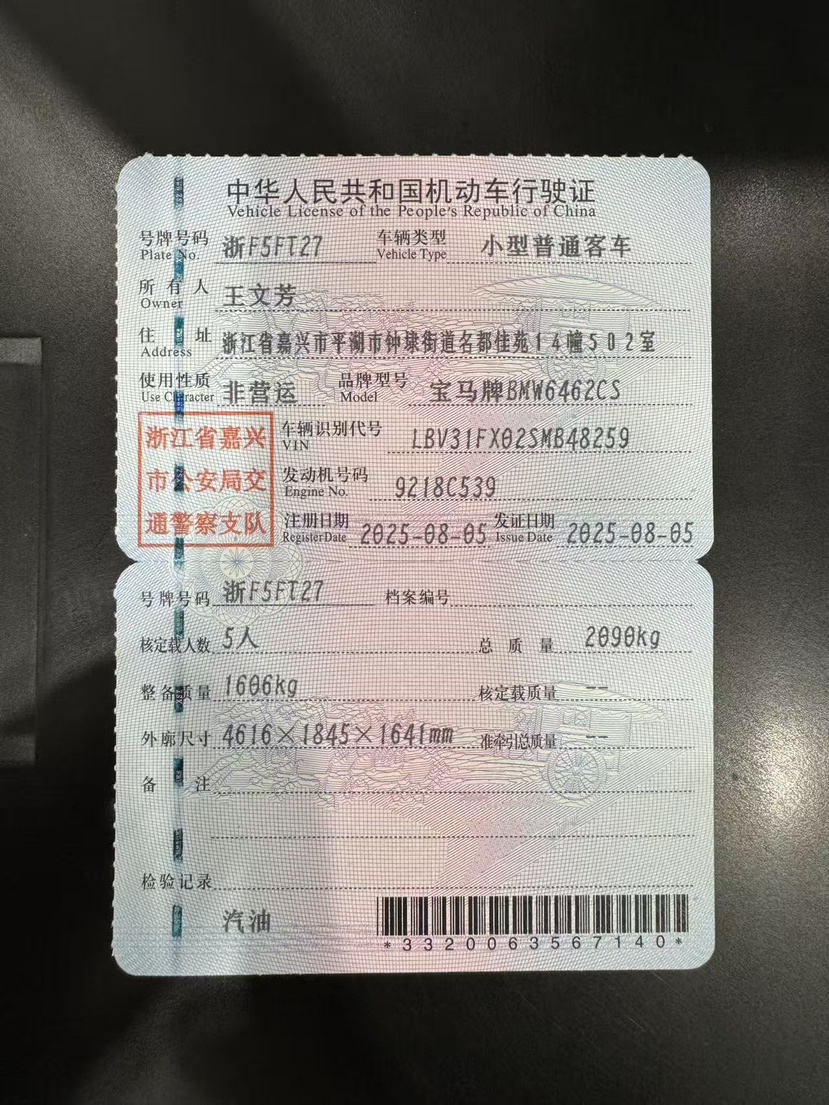 中华人民共和国机动车行驶证
Vehicle License of the People's Republic of China
号牌号码 浙F5FT27 车辆类型 小型普通客车
Plate No. Vehicle Type
所有人 王文芳
Owner
住址 浙江省嘉兴市平湖市钟埭街道名都佳苑14幢502室
Address
使用性质 非营运 品牌型号 宝马牌BMW6462CS
Use Character Model
浙江省嘉兴市公安局交通警察支队
车辆识别代号 LBV31FX02SMB48259
VIN
发动机号码 9218C539
Engine No.
注册日期 2025-08-05 发证日期 2025-08-05
Register Date Issue Date
号牌号码 浙F5FT27 档案编号
核定载人数 5人 总质量 2090kg
整备质量 1606kg 核定载质量 --
外廓尺寸 4616×1845×1641mm 准牵引总质量 --
备注
检验记录
汽油
*3320063567140*